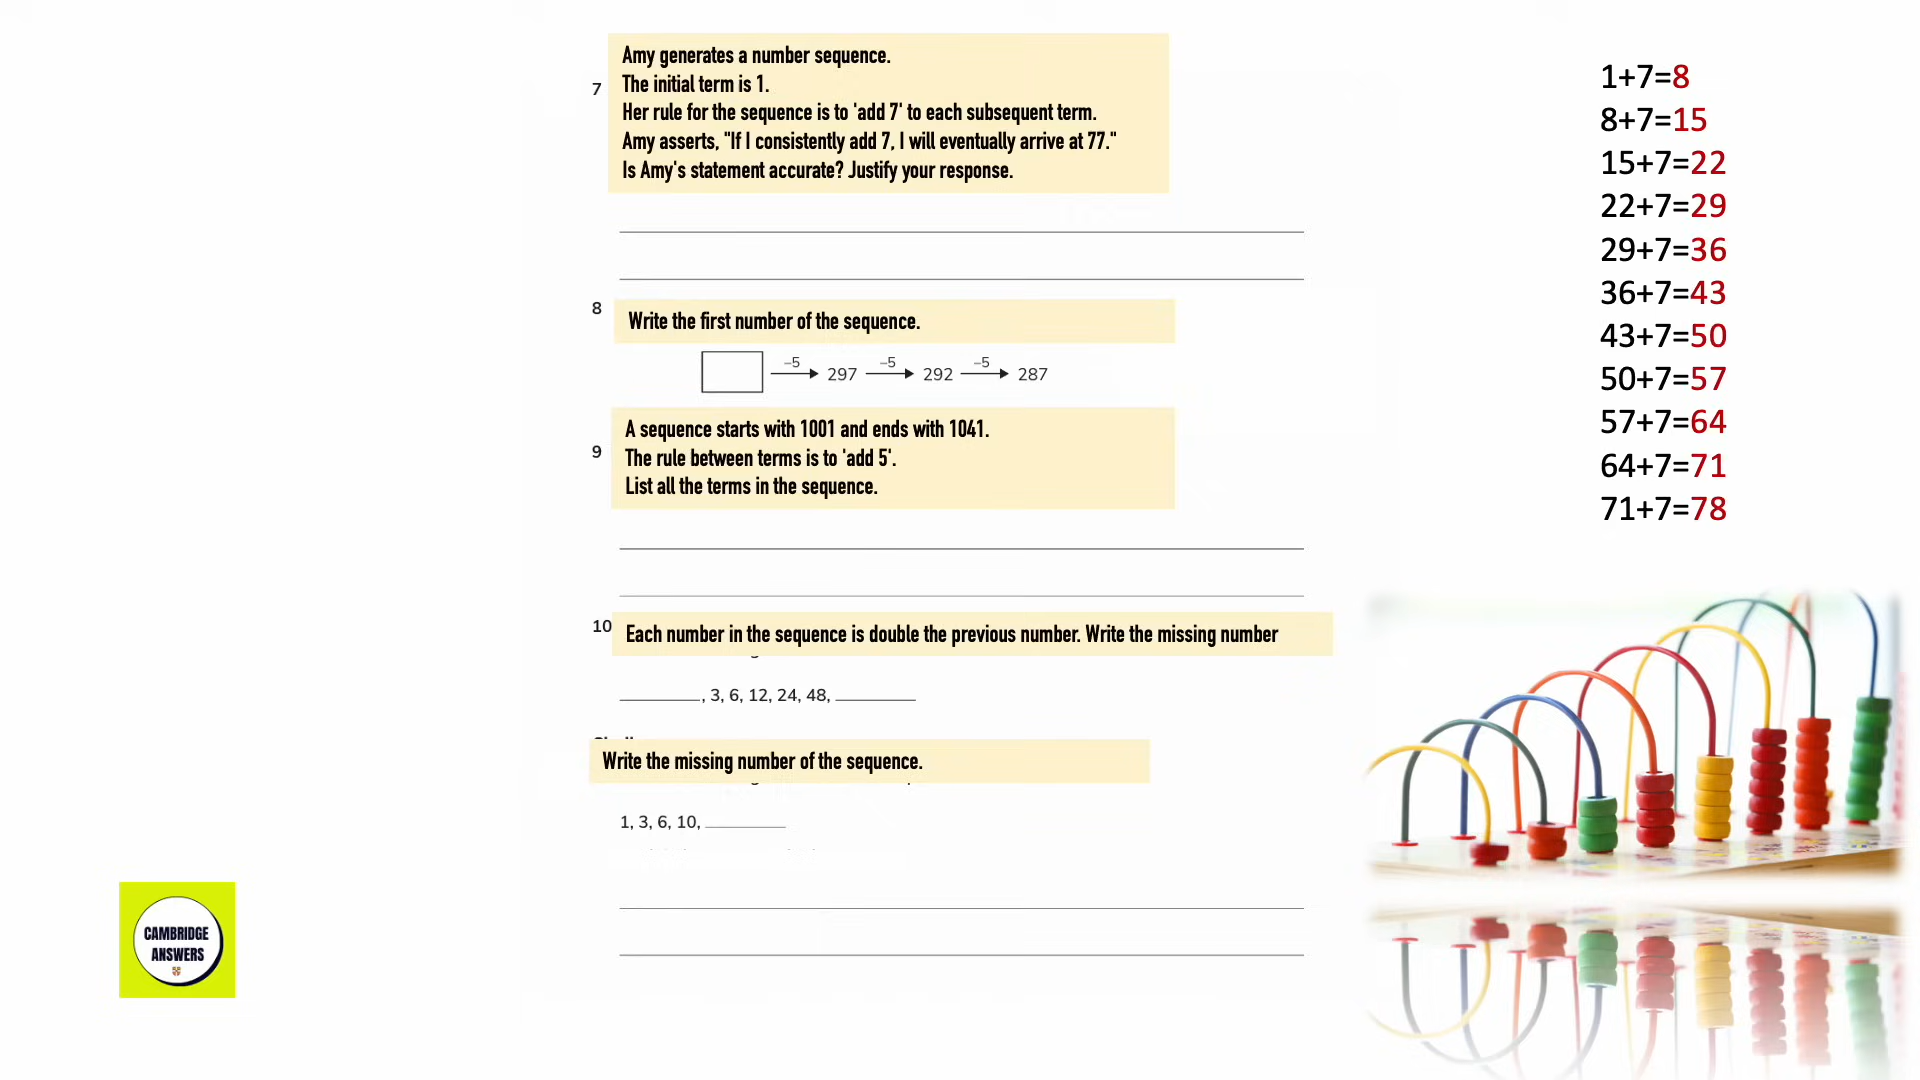 7
Amy generates a number sequence.
The initial term is 1.
Her rule for the sequence is to 'add 7' to each subsequent term.
Amy asserts, "If I consistently add 7, I will eventually arrive at 77."
Is Amy's statement accurate? Justify your response.
8
Write the first number of the sequence.
–5 –5 –5
297 292 287
9
A sequence starts with 1001 and ends with 1041.
The rule between terms is to 'add 5'.
List all the terms in the sequence.
10
Each number in the sequence is double the previous number. Write the missing number
, 3, 6, 12, 24, 48,
Write the missing number of the sequence.
1, 3, 6, 10,
1+7=8
8+7=15
15+7=22
22+7=29
29+7=36
36+7=43
43+7=50
50+7=57
57+7=64
64+7=71
71+7=78
CAMBRIDGE
ANSWERS